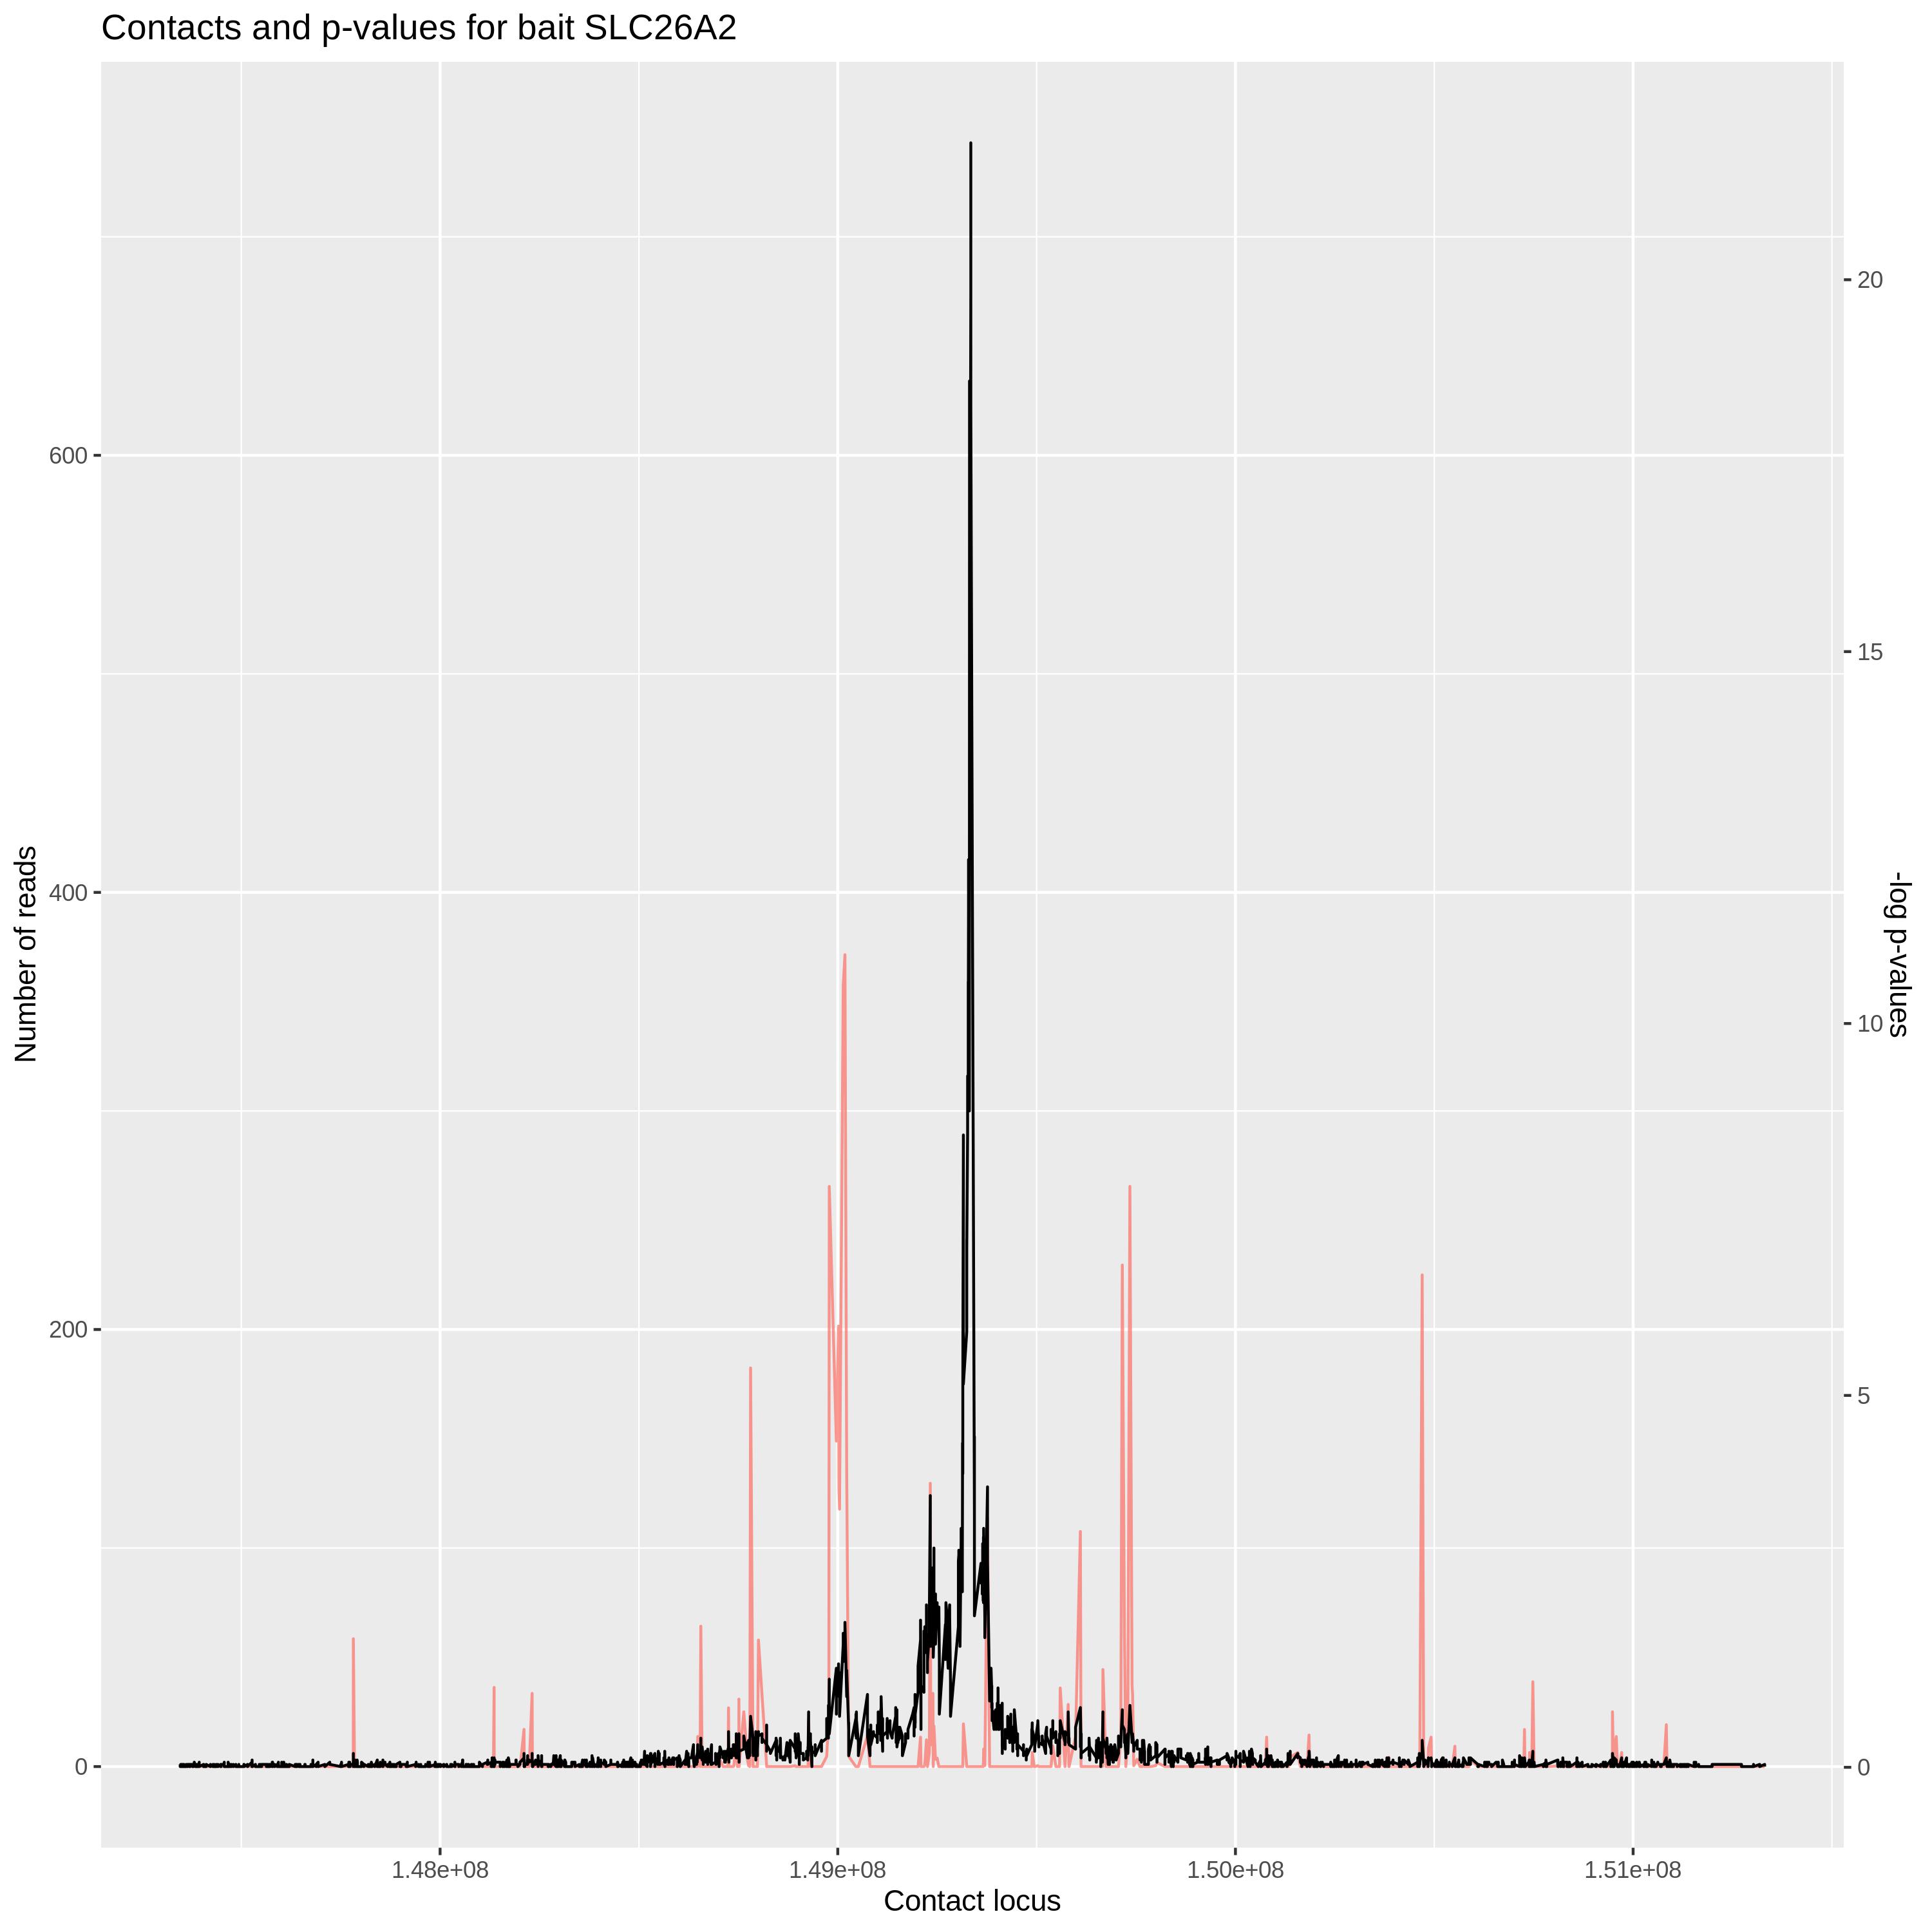 Contacts and p-values for bait SLC26A2
Number of reads
600
400
200
0
20
15
10
5
0
-log p-values
1.48e+08
1.49e+08
1.50e+08
1.51e+08
Contact locus